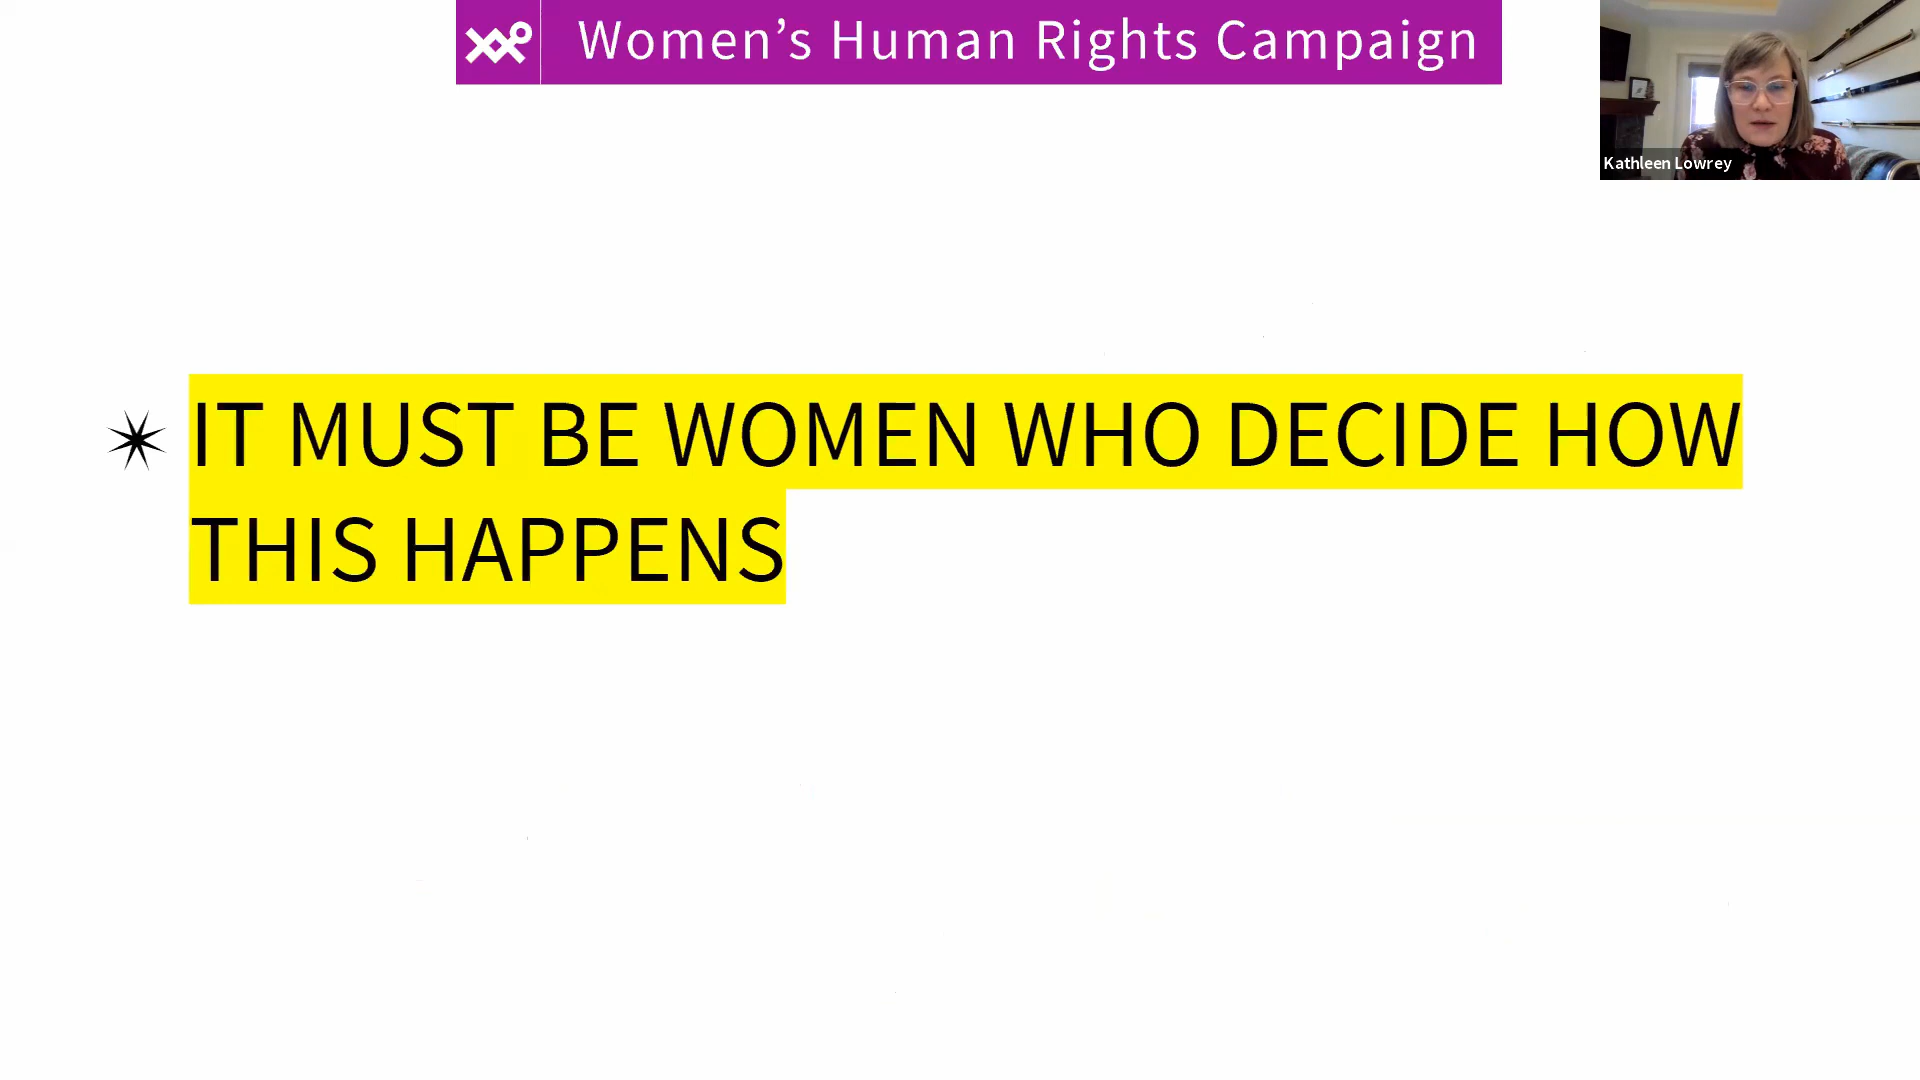 Women’s Human Rights Campaign
Kathleen Lowrey
IT MUST BE WOMEN WHO DECIDE HOW
THIS HAPPENS